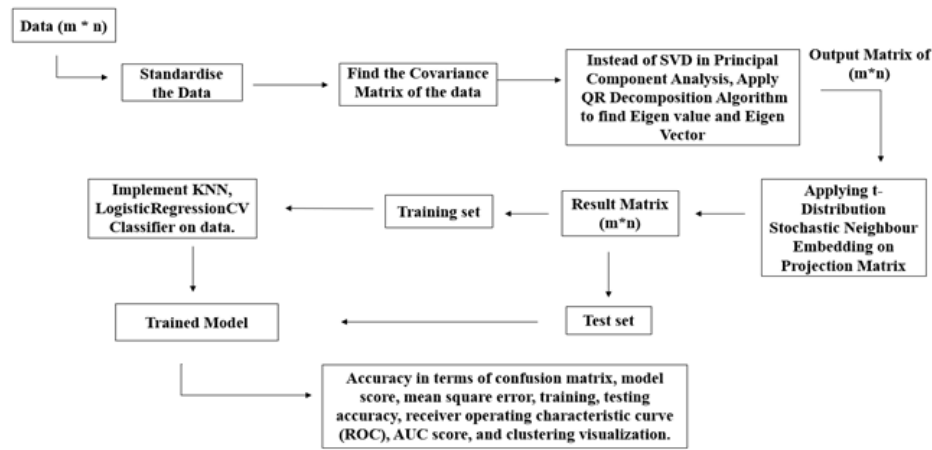 Data (m * n)
Standardise
the Data
Find the Covariance
Matrix of the data
Instead of SVD in Principal
Component Analysis, Apply
QR Decomposition Algorithm
to find Eigen value and Eigen
Vector
Output Matrix of
(m*n)
Applying t-
Distribution
Stochastic Neighbour
Embedding on
Projection Matrix
Result Matrix
(m*n)
Training set
Implement KNN,
LogisticRegressionCV
Classifier on data.
Test set
Trained Model
Accuracy in terms of confusion matrix, model
score, mean square error, training, testing
accuracy, receiver operating characteristic curve
(ROC), AUC score, and clustering visualization.